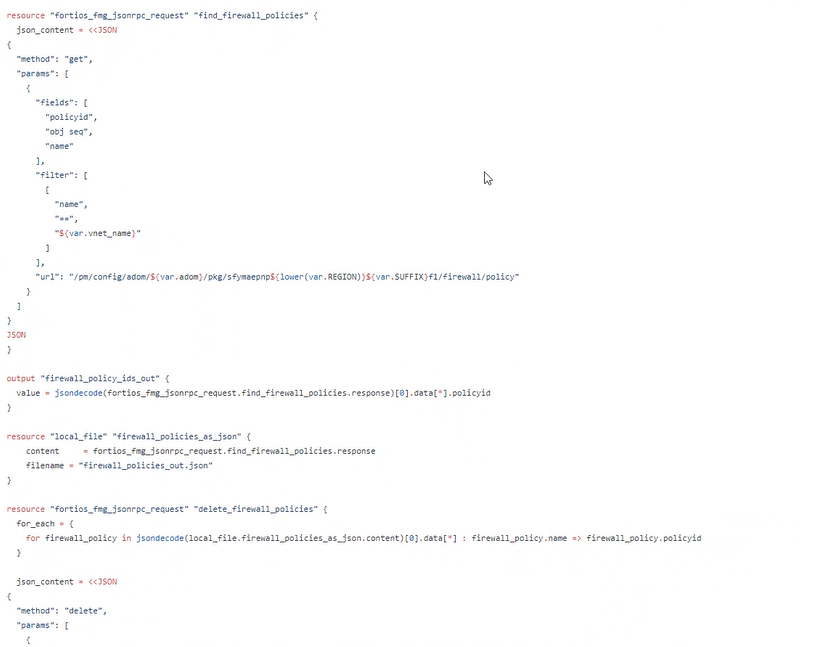 resource "fortios_fmg_jsonrpc_request" "find_firewall_policies" {
json_content = <<JSON
{
"method": "get",
"params": [
{
"fields": [
"policyid",
"obj seq",
"name"
],
"filter": [
[
"name",
"==",
"${var.vnet_name}"
]
],
"url": "/pm/config/adom/${var.adom}/pkg/sfymaepnp${lower(var.REGION)}${var.SUFFIX}f1/firewall/policy"
}
]
}
JSON
}
output "firewall_policy_ids_out" {
value = jsondecode(fortios_fmg_jsonrpc_request.find_firewall_policies.response)[0].data[*].policyid
}
resource "local_file" "firewall_policies_as_json" {
content = fortios_fmg_jsonrpc_request.find_firewall_policies.response
filename = "firewall_policies_out.json"
}
resource "fortios_fmg_jsonrpc_request" "delete_firewall_policies" {
for_each = {
for firewall_policy in jsondecode(local_file.firewall_policies_as_json.content)[0].data[*] : firewall_policy.name => firewall_policy.policyid
}
json_content = <<JSON
{
"method": "delete",
"params": [
{